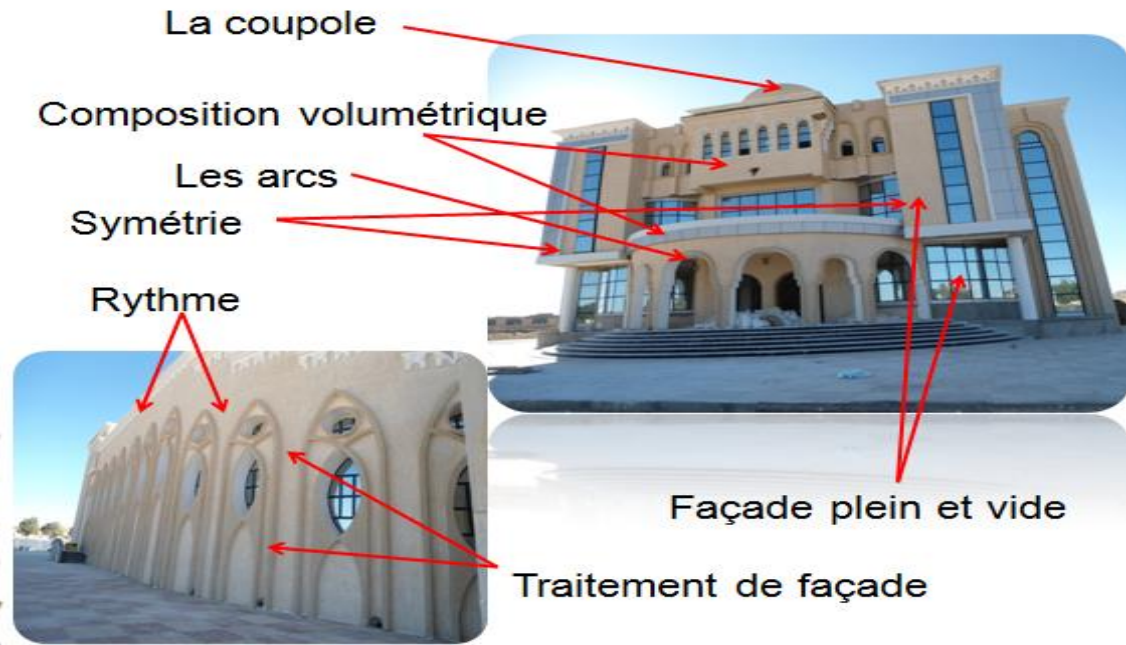 La coupole
Composition volumétrique
Les arcs
Symétrie
Rythme
Façade plein et vide
Traitement de façade